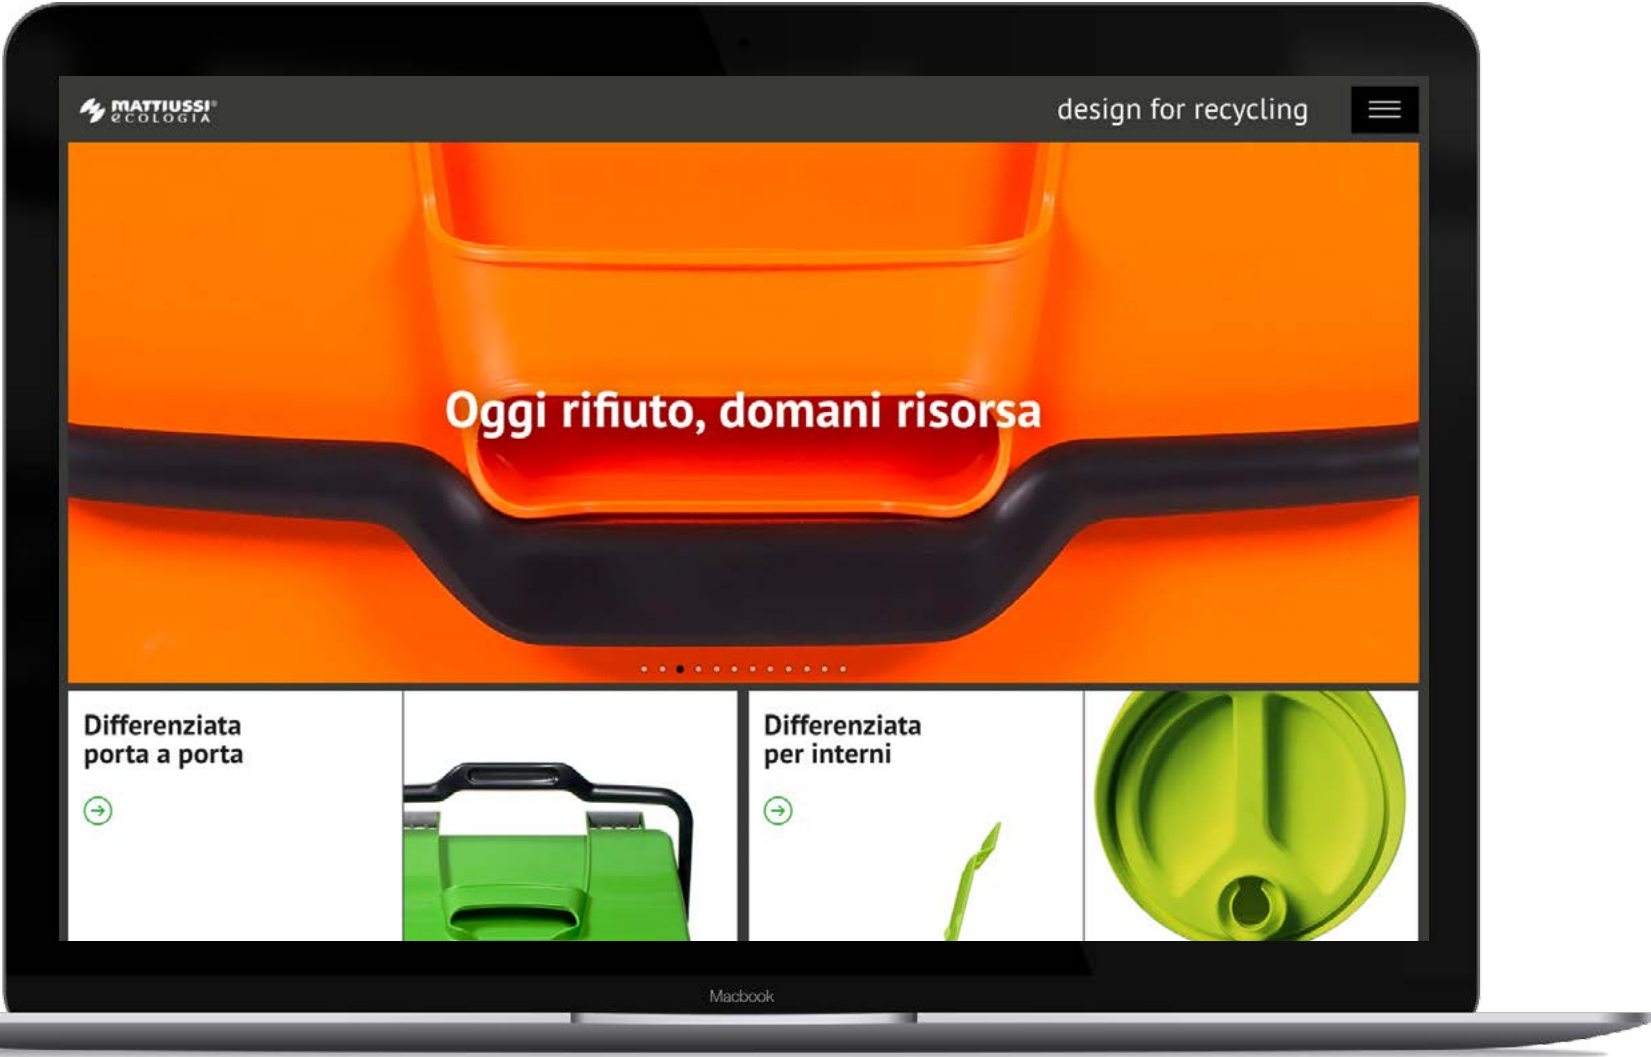 MATTIUSSI®
ecologia
design for recycling
Oggi rifiuto, domani risorsa
Differenziata
porta a porta
Differenziata
per interni
Macbook